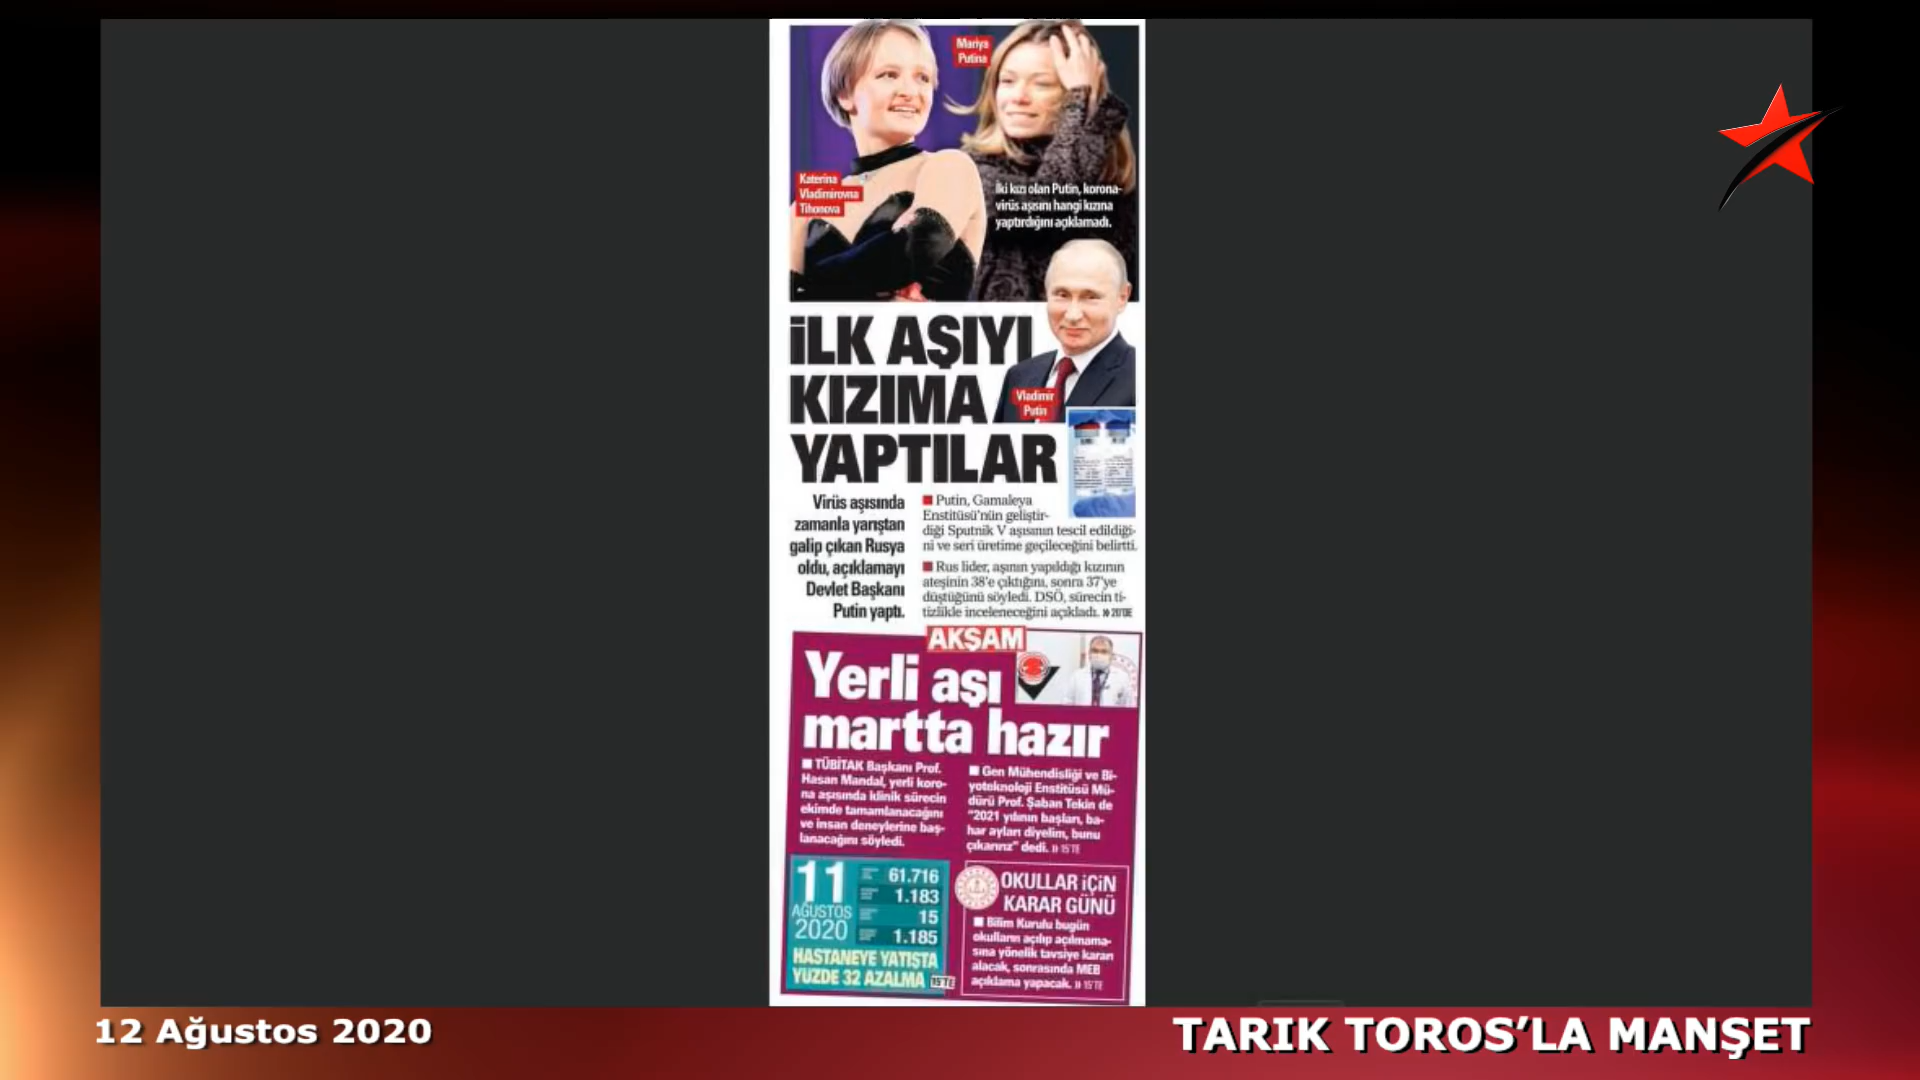 Mariya
Putina
Katerina
Vladimirovna
Tihonova
İki kızı olan Putin, korona-
virüs aşısını hangi kızına
yaptırdığını açıklamadı.
İLK AŞIYI
KIZIMA
YAPTILAR
Vladimir
Putin
Virüs aşısında
zamanla yarıştan
galip çıkan Rusya
oldu, açıklamayı
Devlet Başkanı
Putin yaptı.
Putin, Gamaleya
Enstitüsü'nün geliştir-
diği Sputnik V aşısının tescil edildiği-
ni ve seri üretime geçileceğini belirtti.
Rus lider, aşının yapıldığı kızının
ateşinin 38'e çıktığını, sonra 37'ye
düştüğünü söyledi. DSÖ, sürecin ti-
tizlikle inceleneceğini açıkladı. » 20'DE
AKŞAM
Yerli aşı
martta hazır
TÜBİTAK Başkanı Prof.
Hasan Mandal, yerli koro-
na aşısında klinik sürecin
ekimde tamamlanacağını
ve insan deneylerine baş-
lanacağını söyledi.
Gen Mühendisliği ve Bi-
yoteknoloji Enstitüsü Mü-
dürü Prof. Şaban Tekin de
"2021 yılının başları, ba-
har ayları diyelim, bunu
çıkarırız" dedi. » 15'TE
11
AĞUSTOS
2020
61.716
1.183
15
1.185
HASTANEYE YATIŞTA
YÜZDE 32 AZALMA 15'TE
OKULLAR İÇİN
KARAR GÜNÜ
Bilim Kurulu bugün
okulların açılıp açılmama-
sına yönelik tavsiye kararı
alacak, sonrasında MEB
açıklama yapacak. » 15'TE
12 Ağustos 2020
TARIK TOROS'LA MANŞET